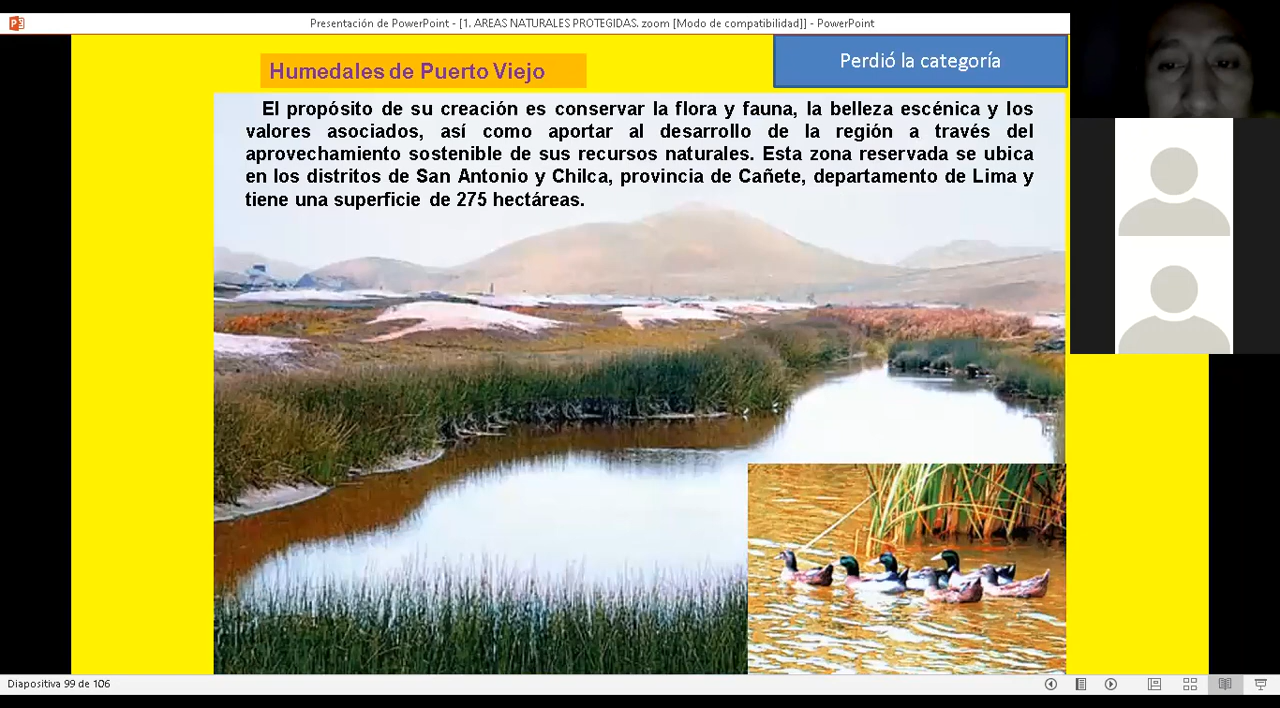 Presentación de PowerPoint - [1. AREAS NATURALES PROTEGIDAS. zoom [Modo de compatibilidad]] - PowerPoint
Humedales de Puerto Viejo
Perdió la categoría
El propósito de su creación es conservar la flora y fauna, la belleza escénica y los
valores asociados, así como aportar al desarrollo de la región a través del
aprovechamiento sostenible de sus recursos naturales. Esta zona reservada se ubica
en los distritos de San Antonio y Chilca, provincia de Cañete, departamento de Lima y
tiene una superficie de 275 hectáreas.
Diapositiva 99 de 106